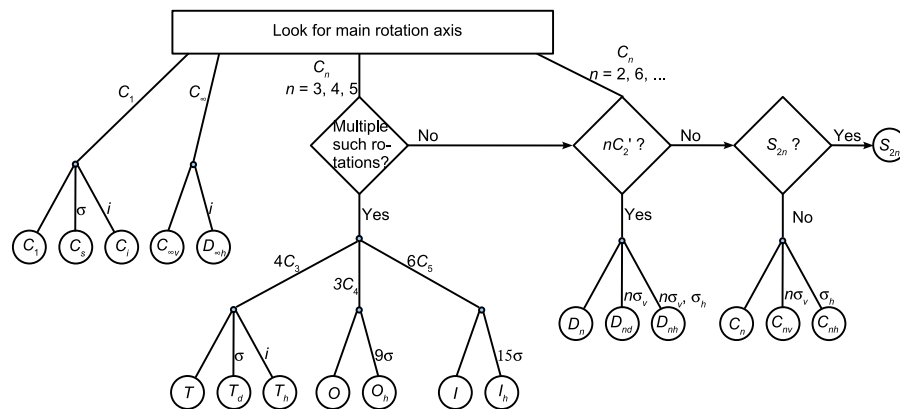 Look for main rotation axis
C₁
C∞
Cₙ
n = 3, 4, 5
Cₙ
n = 2, 6, ...
Multiple
such ro-
tations?
No
nC₂' ?
No
S₂ₙ ?
Yes
S₂ₙ
σ
i
i
Yes
Yes
No
C₁
Cₛ
Cᵢ
C∞ᵥ
D∞ₕ
4C₃
3C₄
6C₅
nσᵥ
nσᵥ, σₕ
nσᵥ
σₕ
Dₙ
Dₙd
Dₙₕ
Cₙ
Cₙᵥ
Cₙₕ
σ
i
9σ
15σ
T
T_d
Tₕ
O
Oₕ
I
Iₕ